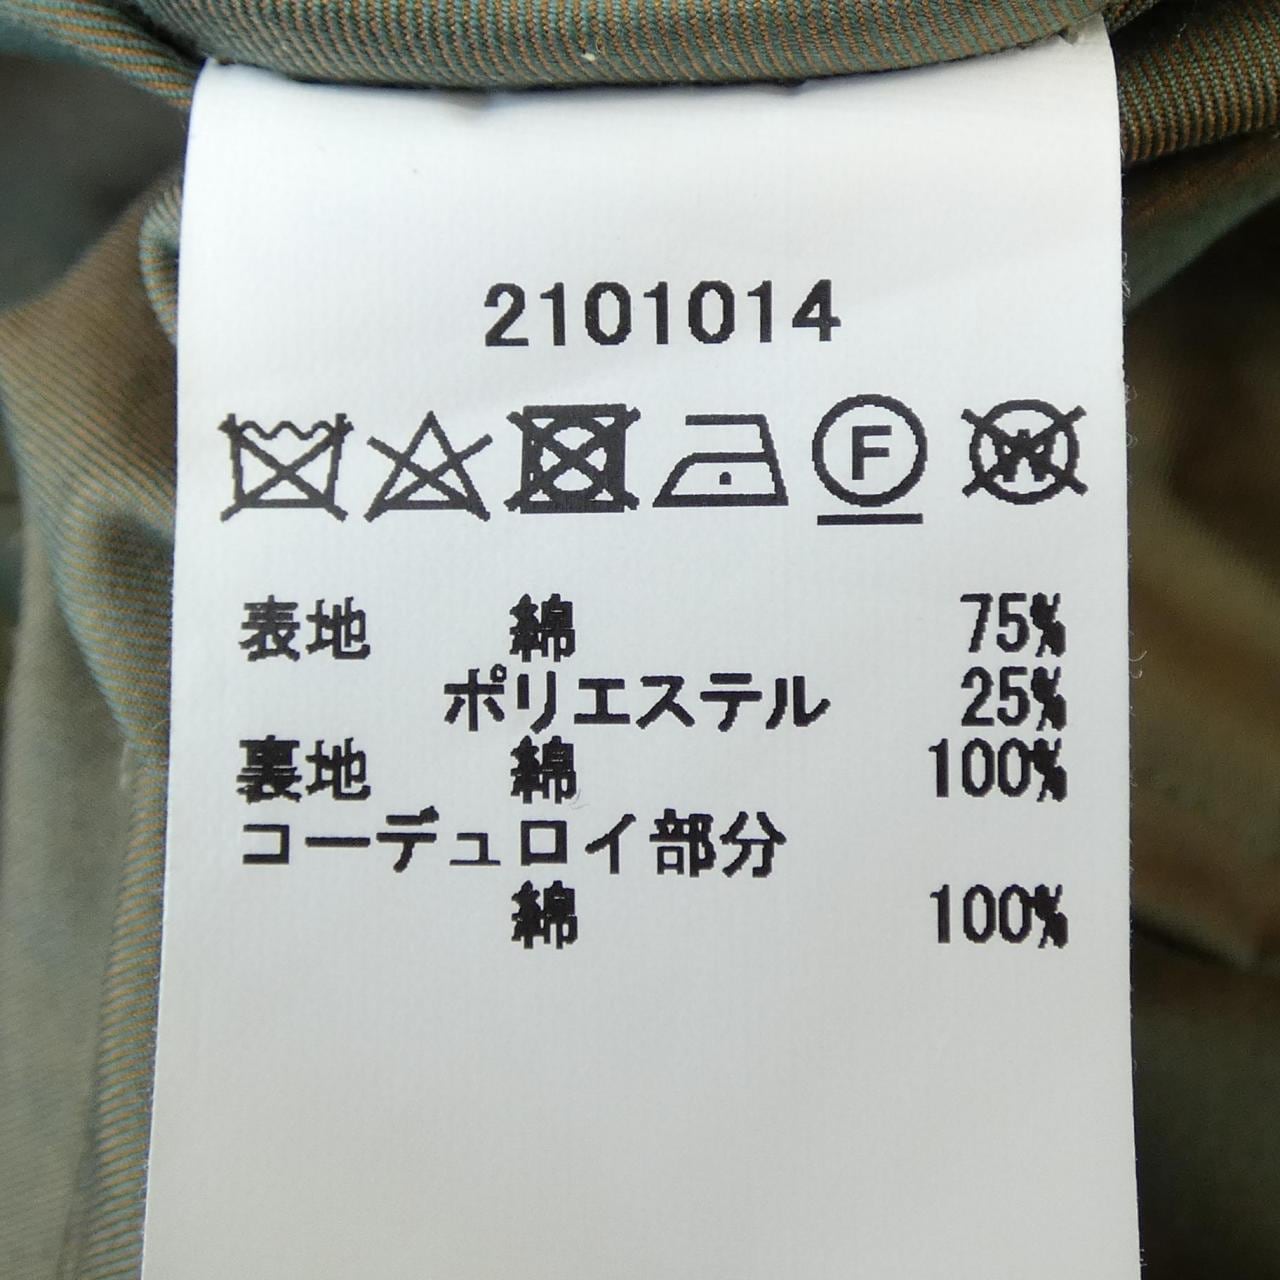 2101014
F W
表地 綿 75%
ポリエステル 25%
裏地 綿 100%
コーデュロイ部分
綿 100%